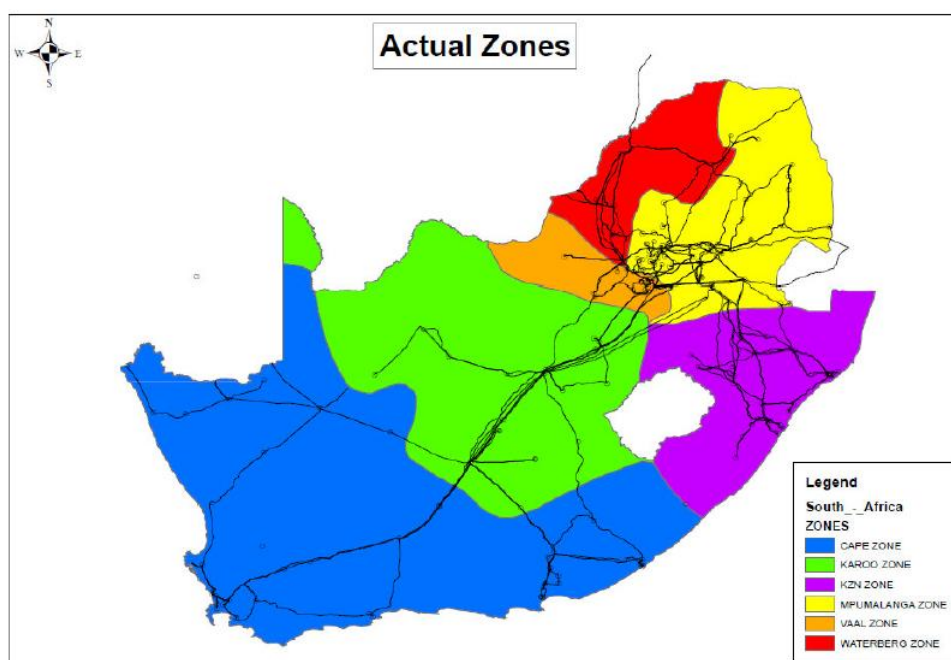 N
W E
S
Actual Zones
Legend
South_-_Africa
ZONES
CAPE ZONE
KAROO ZONE
KZN ZONE
MPUMALANGA ZONE
VAAL ZONE
WATERBERG ZONE